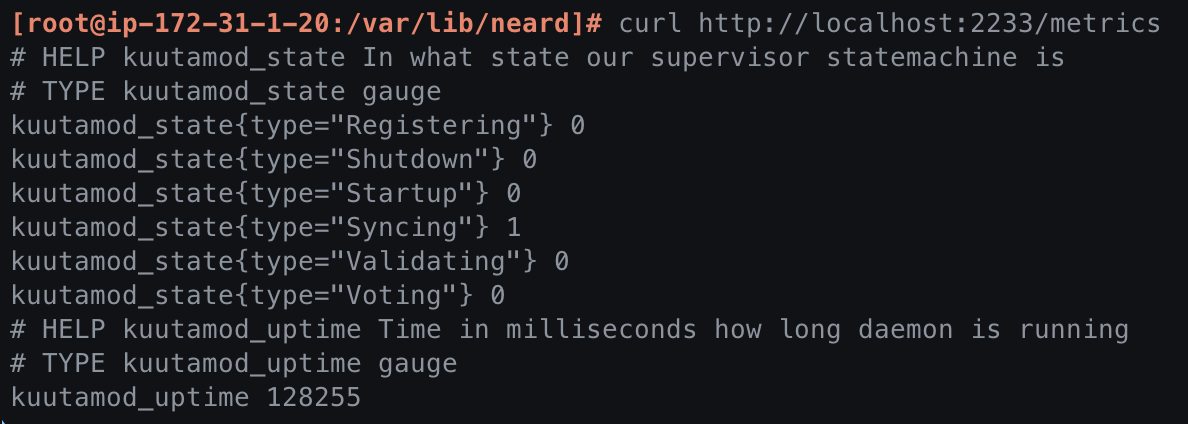 [root@ip-172-31-1-20:/var/lib/neard]# curl http://localhost:2233/metrics
# HELP kuutamod_state In what state our supervisor statemachine is
# TYPE kuutamod_state gauge
kuutamod_state{type="Registering"} 0
kuutamod_state{type="Shutdown"} 0
kuutamod_state{type="Startup"} 0
kuutamod_state{type="Syncing"} 1
kuutamod_state{type="Validating"} 0
kuutamod_state{type="Voting"} 0
# HELP kuutamod_uptime Time in milliseconds how long daemon is running
# TYPE kuutamod_uptime gauge
kuutamod_uptime 128255